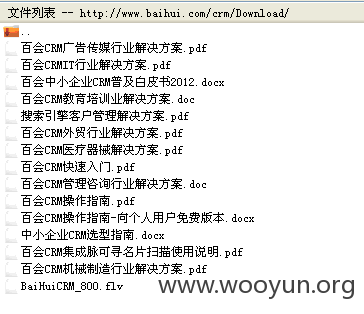 文件列表 -- http://www.baihui.com/crm/Download/
..
百会CRM广告传媒行业解决方案.pdf
百会CRMIT行业解决方案.pdf
百会中小企业CRM普及白皮书2012.docx
百会CRM教育培训业解决方案.doc
搜索引擎客户管理解决方案.pdf
百会CRM外贸行业解决方案.pdf
百会CRM医疗器械解决方案.pdf
百会CRM快速入门.pdf
百会CRM管理咨询行业解决方案.doc
百会CRM操作指南.pdf
百会CRM操作指南-向个人用户免费版本.docx
中小企业CRM选型指南.docx
百会CRM集成脉可寻名片扫描使用说明.pdf
百会CRM机械制造行业解决方案.pdf
BaiHuiCRM_800.flv
www.wooyun.org